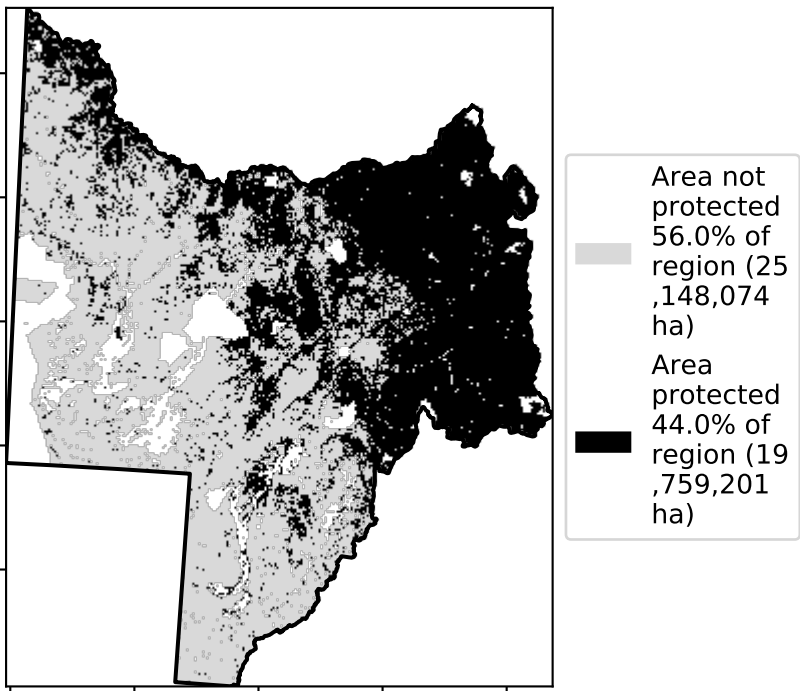 Area not
protected
56.0% of
region (25
,148,074
ha)
Area
protected
44.0% of
region (19
,759,201
ha)